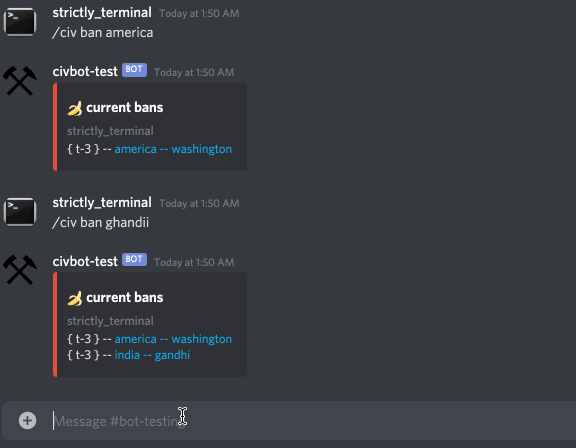 strictly_terminal Today at 1:50 AM
/civ ban america
civbot-test BOT Today at 1:50 AM
🍌 current bans
strictly_terminal
{ t-3 } -- america -- washington
strictly_terminal Today at 1:50 AM
/civ ban ghandii
civbot-test BOT Today at 1:50 AM
🍌 current bans
strictly_terminal
{ t-3 } -- america -- washington
{ t-3 } -- india -- gandhi
Message #bot-testing